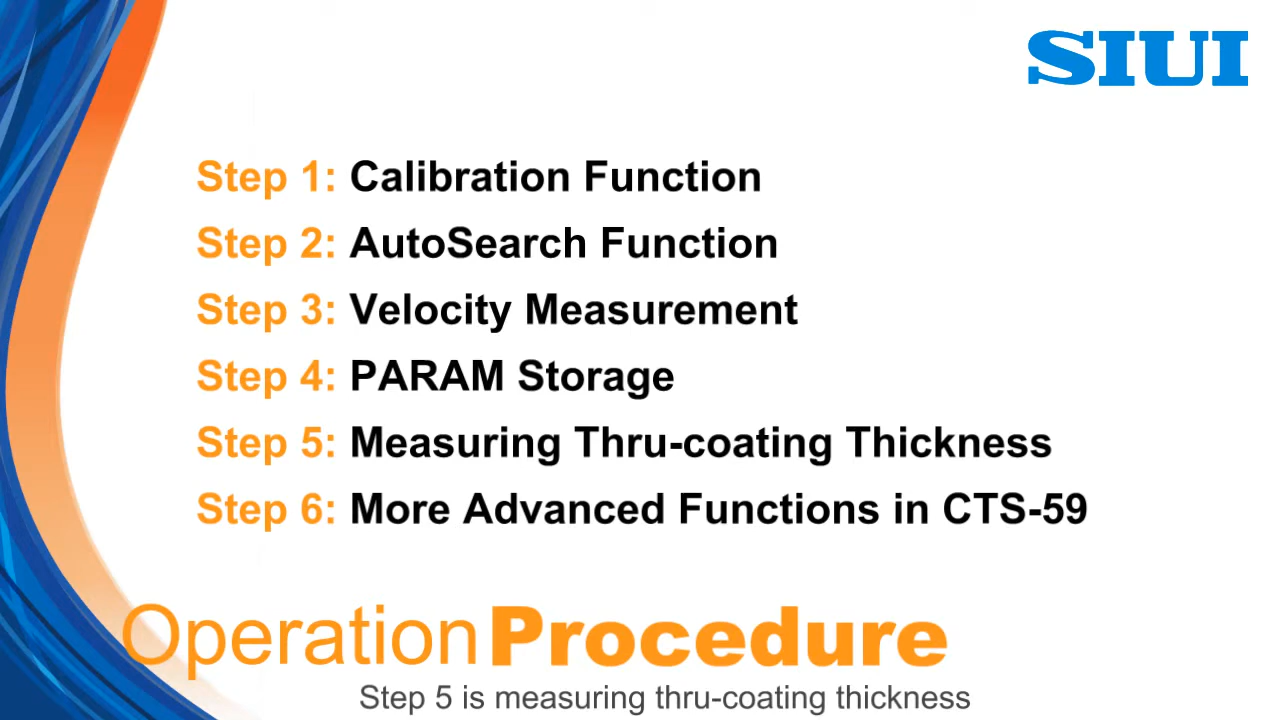 SIUI
Step 1: Calibration Function
Step 2: AutoSearch Function
Step 3: Velocity Measurement
Step 4: PARAM Storage
Step 5: Measuring Thru-coating Thickness
Step 6: More Advanced Functions in CTS-59
Operation Procedure
Step 5 is measuring thru-coating thickness